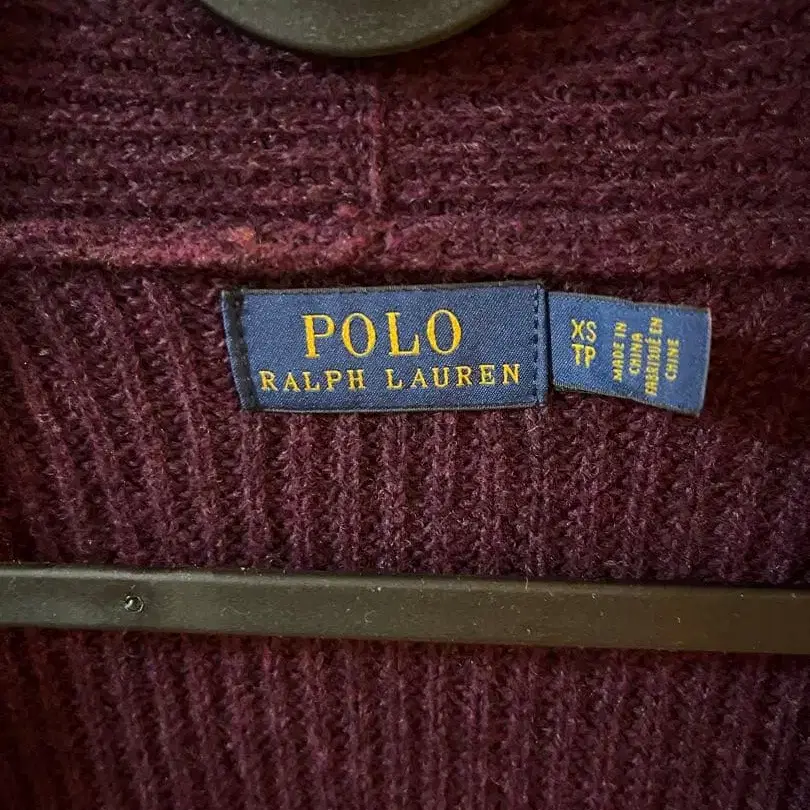 POLO
RALPH LAUREN
XS
TP
MADE IN
CHINA
FABRIQUÉ EN
CHINE